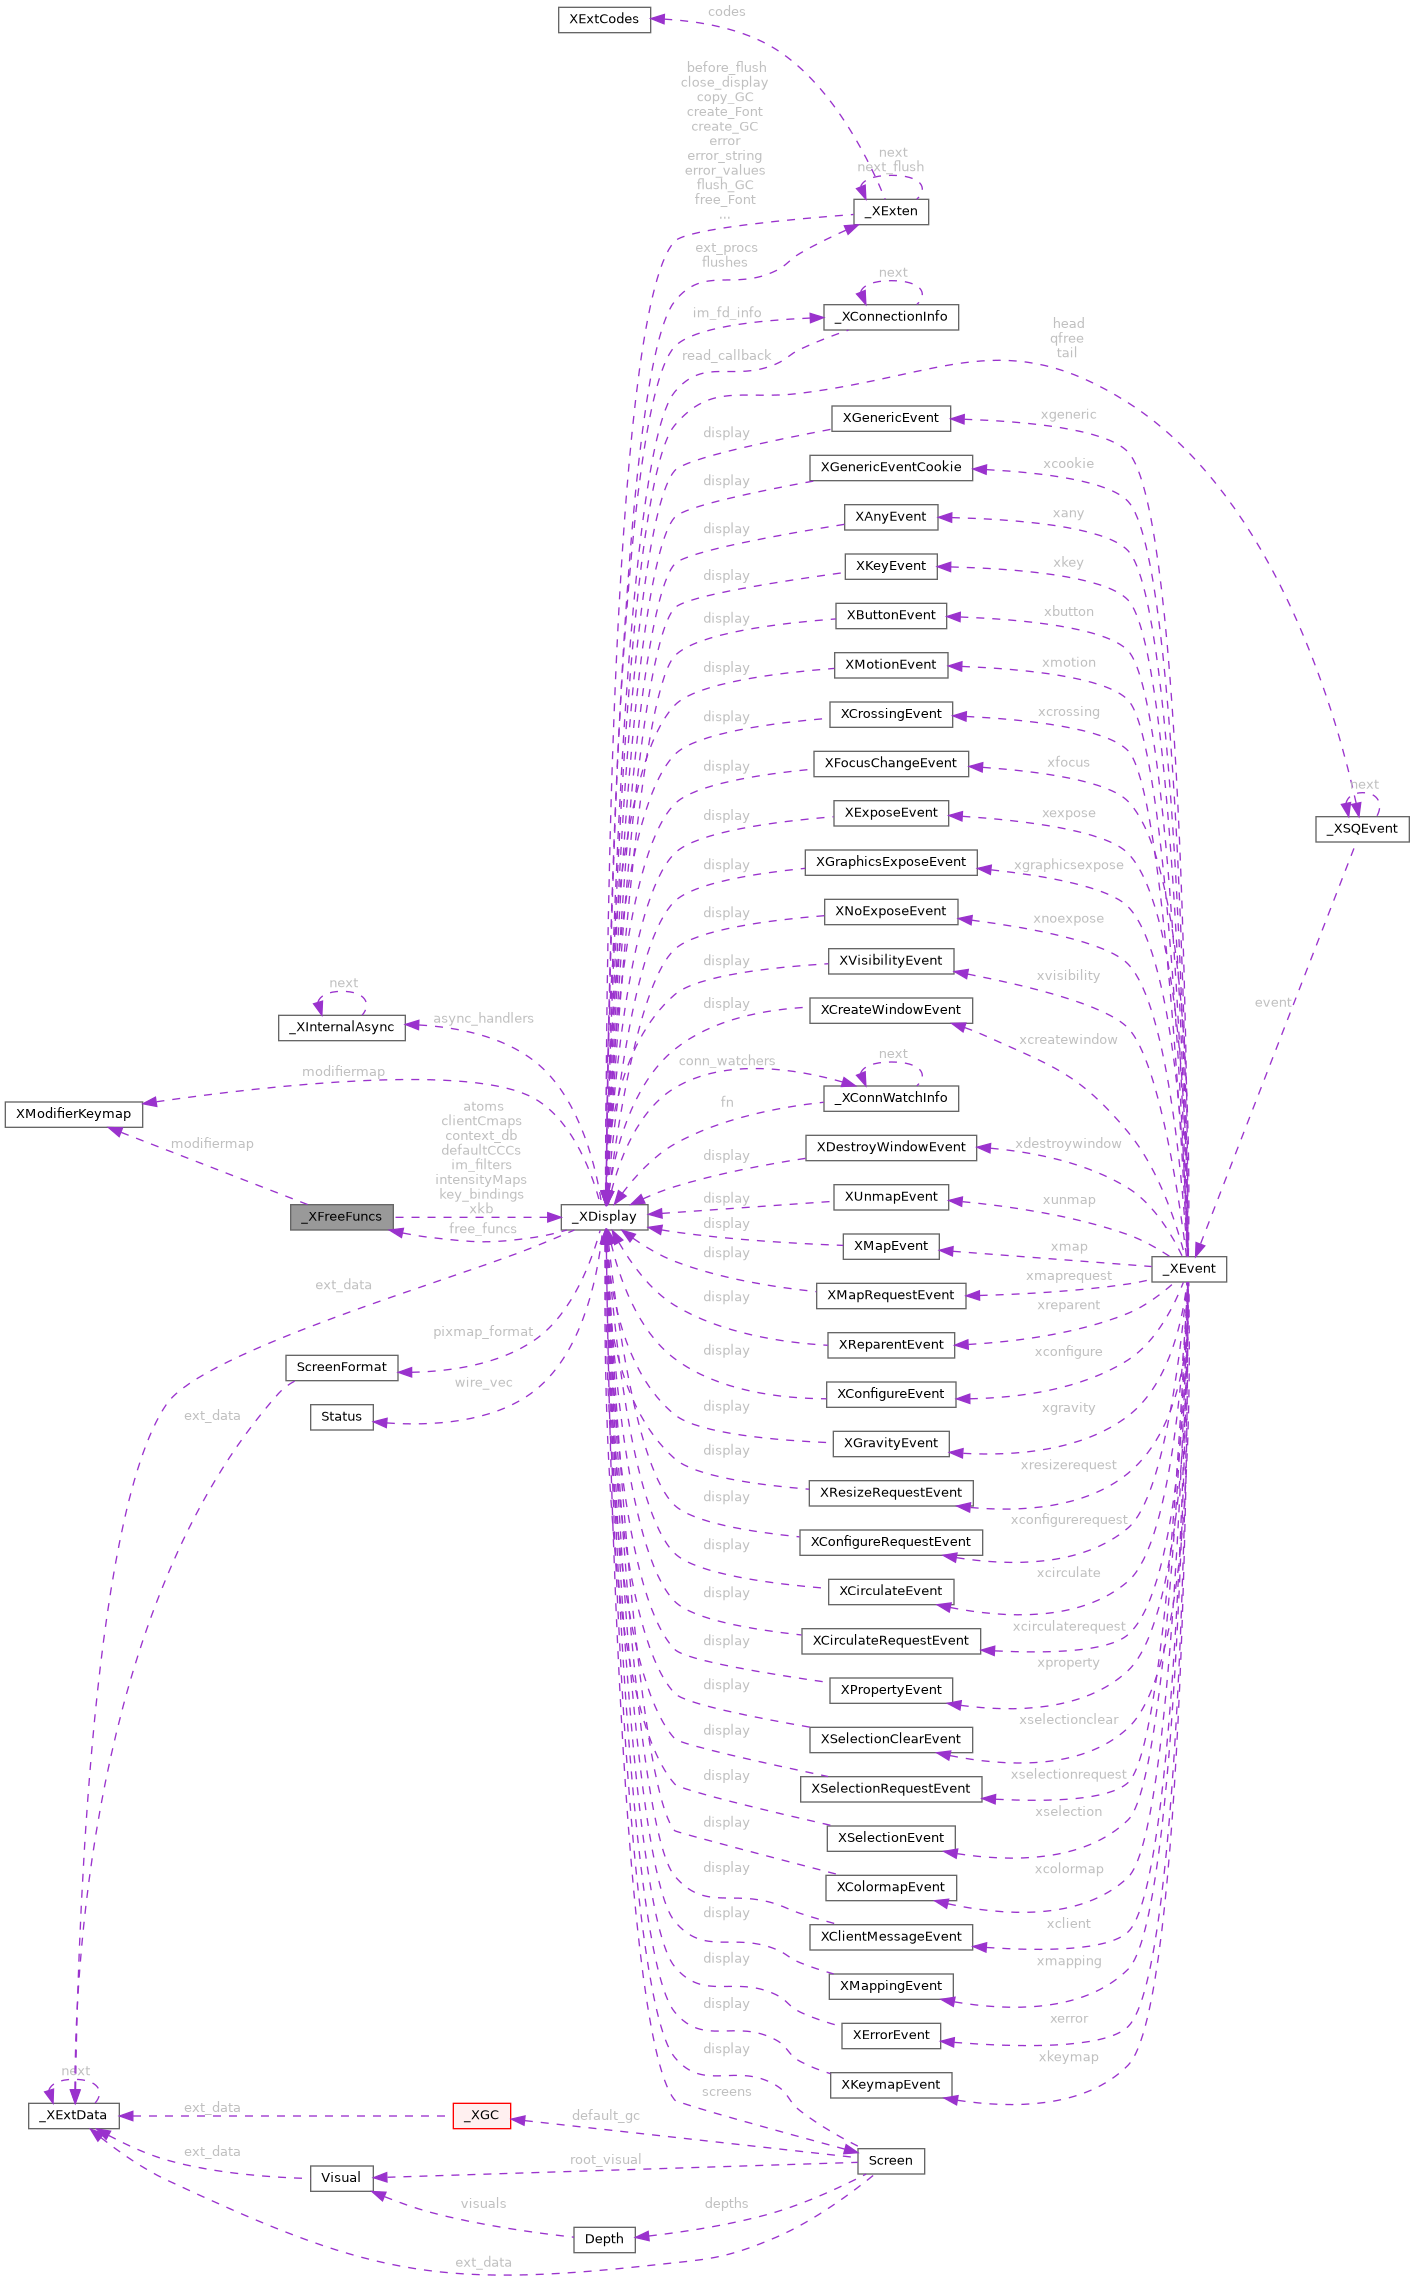 XExtCodes
codes
before_flush
close_display
copy_GC
create_Font
create_GC
error
error_string
error_values
flush_GC
free_Font
...
next
next_flush
_XExten
ext_procs
flushes
next
im_fd_info
_XConnectionInfo
read_callback
head
qfree
tail
XGenericEvent
xgeneric
display
XGenericEventCookie
xcookie
display
XAnyEvent
xany
display
XKeyEvent
xkey
display
XButtonEvent
xbutton
display
XMotionEvent
xmotion
display
XCrossingEvent
xcrossing
display
XFocusChangeEvent
xfocus
display
next
XExposeEvent
xexpose
display
_XSQEvent
XGraphicsExposeEvent
xgraphicsexpose
display
XNoExposeEvent
xnoexpose
display
XVisibilityEvent
xvisibility
display
next
event
XCreateWindowEvent
display
_XInternalAsync
async_handlers
xcreatewindow
conn_watchers
next
modifiermap
_XConnWatchInfo
fn
XModifierKeymap
atoms
clientCmaps
context_db
defaultCCCs
im_filters
intensityMaps
key_bindings
xkb
modifiermap
XDestroyWindowEvent
xdestroywindow
display
XUnmapEvent
xunmap
display
_XFreeFuncs
_XDisplay
free_funcs
display
XMapEvent
xmap
display
_XEvent
ext_data
XMapRequestEvent
xmaprequest
display
xreparent
pixmap_format
XReparentEvent
display
xconfigure
ScreenFormat
wire_vec
XConfigureEvent
display
xgravity
ext_data
Status
XGravityEvent
display
xresizerequest
XResizeRequestEvent
display
xconfigurerequest
XConfigureRequestEvent
display
xcirculate
XCirculateEvent
display
xcirculaterequest
XCirculateRequestEvent
display
xproperty
XPropertyEvent
display
xselectionclear
XSelectionClearEvent
display
xselectionrequest
XSelectionRequestEvent
display
xselection
XSelectionEvent
display
xcolormap
XColormapEvent
display
xclient
XClientMessageEvent
display
xmapping
XMappingEvent
display
xerror
XErrorEvent
display
xkeymap
XKeymapEvent
display
next
screens
_XExtData
ext_data
_XGC
default_gc
ext_data
Visual
root_visual
Screen
visuals
depths
Depth
ext_data